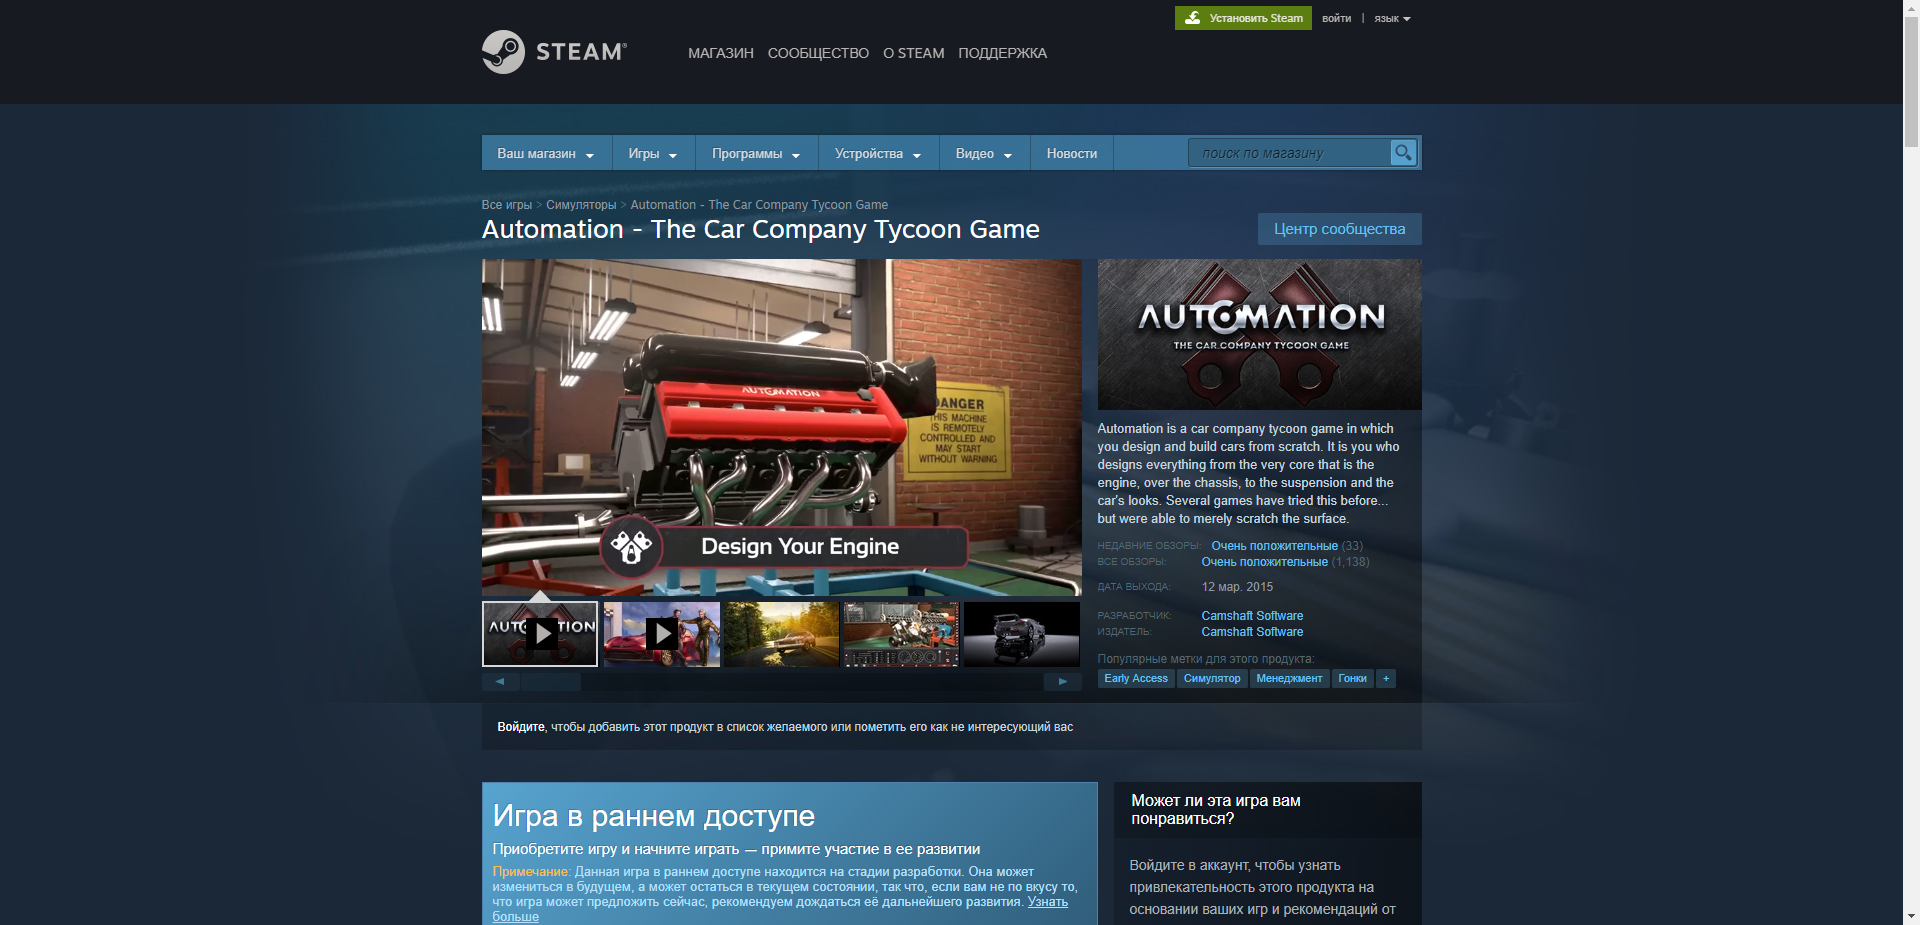 Установить Steam
войти | язык
STEAM®
МАГАЗИН СООБЩЕСТВО О STEAM ПОДДЕРЖКА
Ваш магазин Игры Программы Устройства Видео Новости
поиск по магазину
Все игры > Симуляторы > Automation - The Car Company Tycoon Game
Automation - The Car Company Tycoon Game
Центр сообщества
AUTOMATION
DANGER
THIS MACHINE
IS REMOTELY
CONTROLLED AND
MAY START
WITHOUT WARNING
Design Your Engine
AUTOMATION
AUTOMATION
THE CAR COMPANY TYCOON GAME
Automation is a car company tycoon game in which
you design and build cars from scratch. It is you who
designs everything from the very core that is the
engine, over the chassis, to the suspension and the
car's looks. Several games have tried this before...
but were able to merely scratch the surface.
НЕДАВНИЕ ОБЗОРЫ: Очень положительные (33)
ВСЕ ОБЗОРЫ: Очень положительные (1,138)
ДАТА ВЫХОДА: 12 мар. 2015
РАЗРАБОТЧИК: Camshaft Software
ИЗДАТЕЛЬ: Camshaft Software
Популярные метки для этого продукта:
Early Access Симулятор Менеджмент Гонки +
Войдите, чтобы добавить этот продукт в список желаемого или пометить его как не интересующий вас
Игра в раннем доступе
Приобретите игру и начните играть — примите участие в ее развитии
Примечание: Данная игра в раннем доступе находится на стадии разработки. Она может
измениться в будущем, а может остаться в текущем состоянии, так что, если вам не по вкусу то,
что игра может предложить сейчас, рекомендуем дождаться её дальнейшего развития. Узнать
больше
Может ли эта игра вам
понравиться?
Войдите в аккаунт, чтобы узнать
привлекательность этого продукта на
основании ваших игр и рекомендаций от